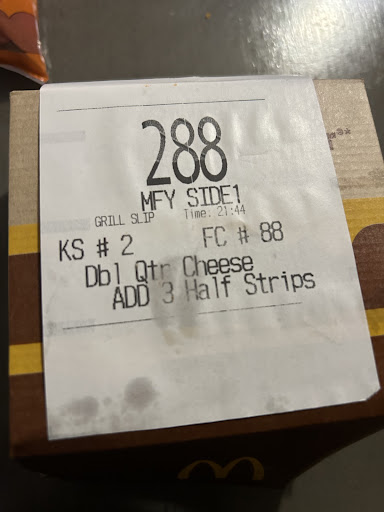 288
MFY SIDE1
GRILL SLIP Time: 21:44
KS # 2 FC # 88
Dbl Qtr Cheese
ADD 3 Half Strips